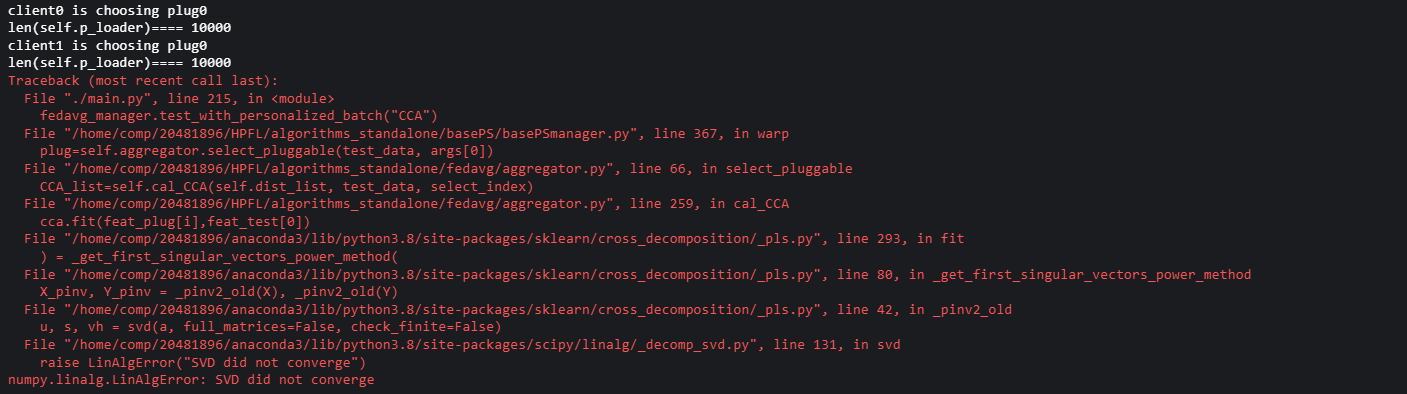 client0 is choosing plug0
len(self.p_loader)==== 10000
client1 is choosing plug0
len(self.p_loader)==== 10000
Traceback (most recent call last):
  File "./main.py", line 215, in <module>
    fedavg_manager.test_with_personalized_batch("CCA")
  File "/home/comp/20481896/HPFL/algorithms_standalone/basePS/basePSmanager.py", line 367, in warp
    plug=self.aggregator.select_pluggable(test_data, args[0])
  File "/home/comp/20481896/HPFL/algorithms_standalone/fedavg/aggregator.py", line 66, in select_pluggable
    CCA_list=self.cal_CCA(self.dist_list, test_data, select_index)
  File "/home/comp/20481896/HPFL/algorithms_standalone/fedavg/aggregator.py", line 259, in cal_CCA
    cca.fit(feat_plug[i],feat_test[0])
  File "/home/comp/20481896/anaconda3/lib/python3.8/site-packages/sklearn/cross_decomposition/_pls.py", line 293, in fit
    ) = _get_first_singular_vectors_power_method(
  File "/home/comp/20481896/anaconda3/lib/python3.8/site-packages/sklearn/cross_decomposition/_pls.py", line 80, in _get_first_singular_vectors_power_method
    X_pinv, Y_pinv = _pinv2_old(X), _pinv2_old(Y)
  File "/home/comp/20481896/anaconda3/lib/python3.8/site-packages/sklearn/cross_decomposition/_pls.py", line 42, in _pinv2_old
    u, s, vh = svd(a, full_matrices=False, check_finite=False)
  File "/home/comp/20481896/anaconda3/lib/python3.8/site-packages/scipy/linalg/_decomp_svd.py", line 131, in svd
    raise LinAlgError("SVD did not converge")
numpy.linalg.LinAlgError: SVD did not converge